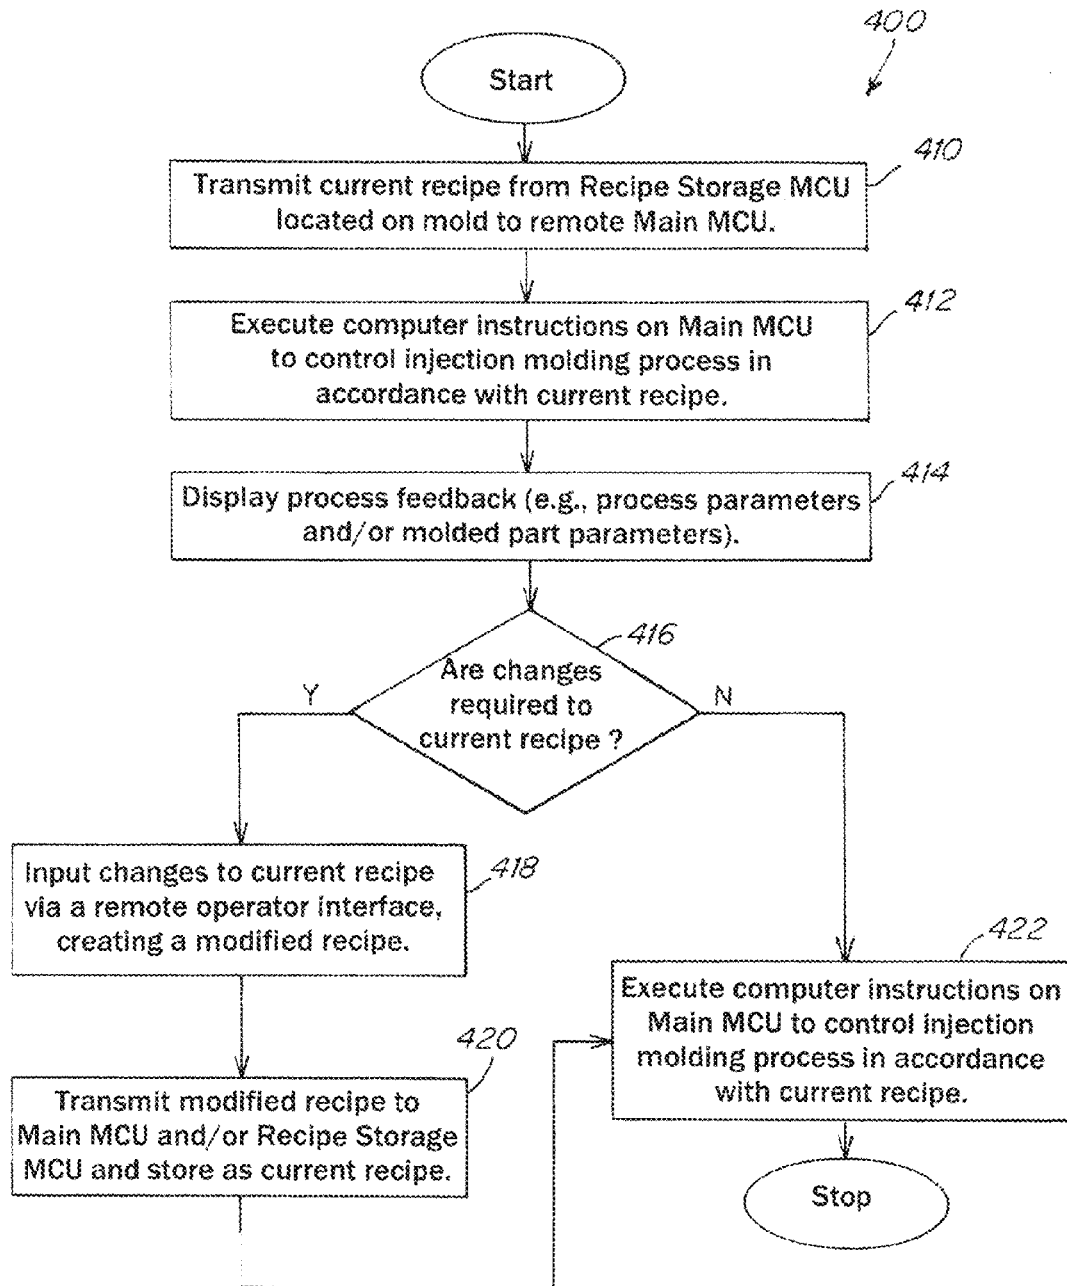 400
Start
410
Transmit current recipe from Recipe Storage MCU
located on mold to remote Main MCU.
412
Execute computer instructions on Main MCU
to control injection molding process in
accordance with current recipe.
414
Display process feedback (e.g., process parameters
and/or molded part parameters).
416
Are changes
required to
current recipe ?
Y
N
418
Input changes to current recipe
via a remote operator interface,
creating a modified recipe.
420
Transmit modified recipe to
Main MCU and/or Recipe Storage
MCU and store as current recipe.
422
Execute computer instructions on
Main MCU to control injection
molding process in accordance
with current recipe.
Stop